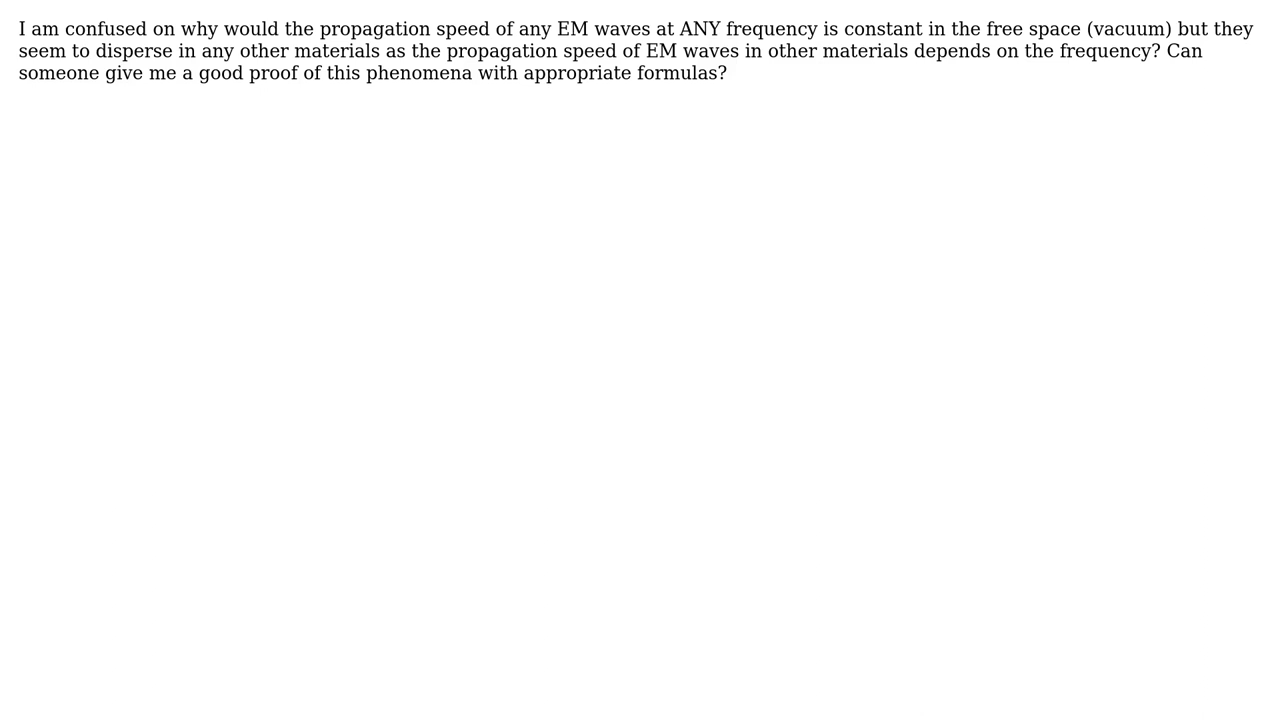 I am confused on why would the propagation speed of any EM waves at ANY frequency is constant in the free space (vacuum) but they
seem to disperse in any other materials as the propagation speed of EM waves in other materials depends on the frequency? Can
someone give me a good proof of this phenomena with appropriate formulas?